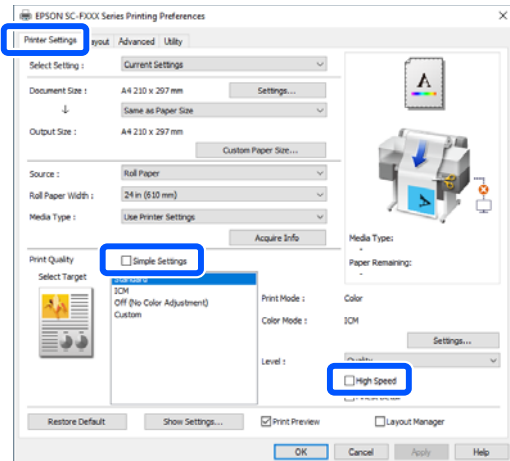 EPSON SC-FXXX Series Printing Preferences
Printer Settings Layout Advanced Utility
Select Setting : Current Settings
Document Size : A4 210 x 297 mm Settings...
Same as Paper Size
Output Size : A4 210 x 297 mm
Custom Paper Size...
Source : Roll Paper
Roll Paper Width : 24 in (610 mm)
Media Type : Use Printer Settings
Acquire Info
Media Type:
-
Paper Remaining:
-
Print Quality Simple Settings
Select Target
Standard
ICM
Off (No Color Adjustment)
Custom
Print Mode : Color
Color Mode : ICM
Settings...
Level : Quality
High Speed
Restore Default Show Settings... Print Preview Layout Manager
OK Cancel Apply Help